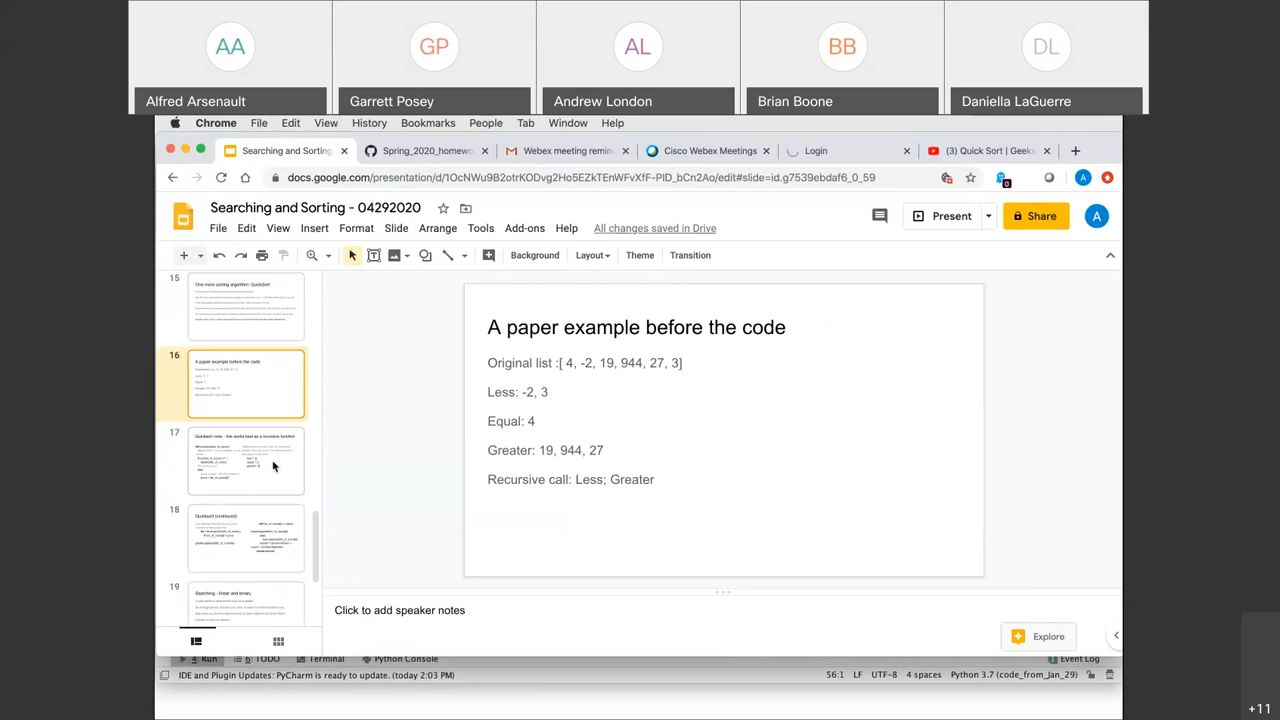 AA
GP
AL
BB
DL
Alfred Arsenault
Garrett Posey
Andrew London
Brian Boone
Daniella LaGuerre
Chrome File Edit View History Bookmarks People Tab Window Help
Searching and Sorting
Spring_2020_homew
Webex meeting remin
Cisco Webex Meetings
Login
(3) Quick Sort | Geeks
docs.google.com/presentation/d/1OcNWu9B2otrKODvg2Ho5EZkTEnWFvXfF-PID_bCn2Ao/edit#slide=id.g7539ebdaf6_0_59
A
Searching and Sorting - 04292020
Present
Share
A
File Edit View Insert Format Slide Arrange Tools Add-ons Help All changes saved in Drive
Background Layout Theme Transition
15
One more sorting algorithm: QuickSort
16
A paper example before the code
17
Quicksort code - this works best as a recursive function
18
Quicksort (continued)
19
Searching - linear and binary
A paper example before the code
Original list :[ 4, -2, 19, 944, 27, 3]
Less: -2, 3
Equal: 4
Greater: 19, 944, 27
Recursive call: Less; Greater
Click to add speaker notes
Explore
4: Run 6: TODO Terminal Python Console Event Log
IDE and Plugin Updates: PyCharm is ready to update. (today 2:03 PM) 56:1 LF UTF-8 4 spaces Python 3.7 (code_from_Jan_29)
+11